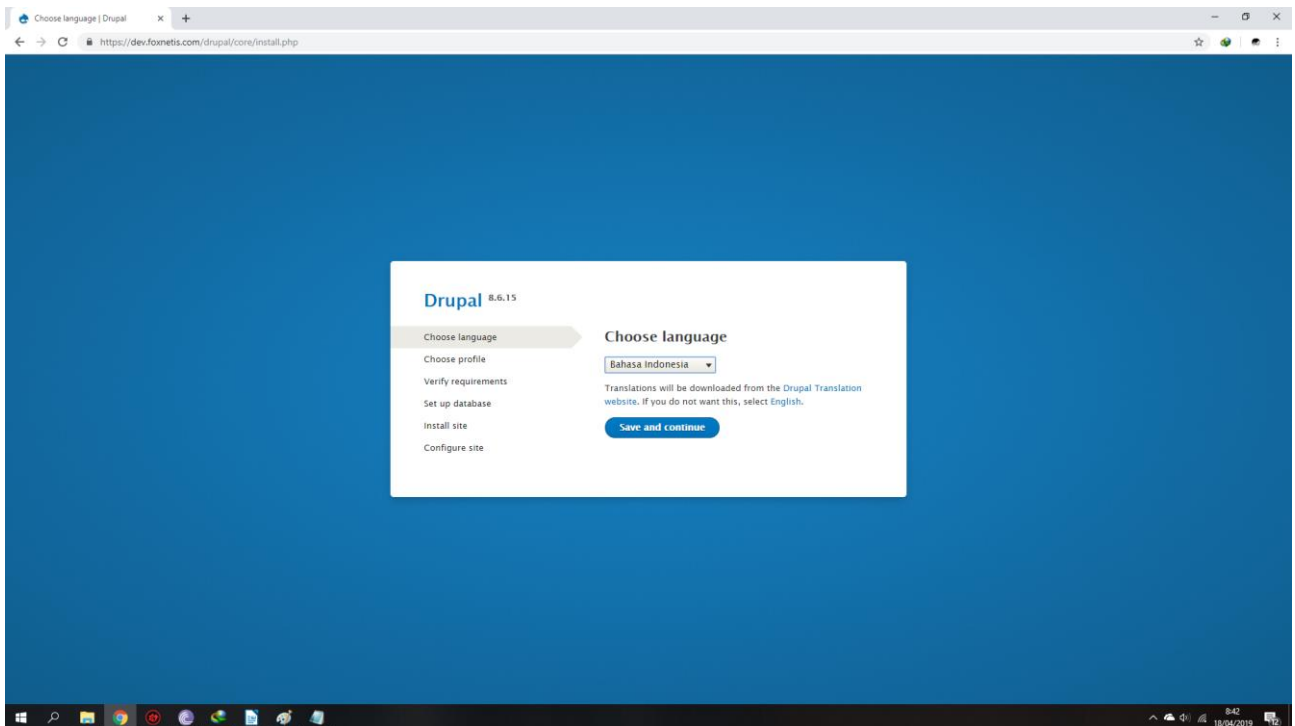 Choose language | Drupal
https://dev.foxnetis.com/drupal/core/install.php
Drupal 8.6.15
Choose language
Choose profile
Verify requirements
Set up database
Install site
Configure site
Choose language
Bahasa Indonesia
Translations will be downloaded from the Drupal Translation
website. If you do not want this, select English.
Save and continue
8:42
18/04/2019